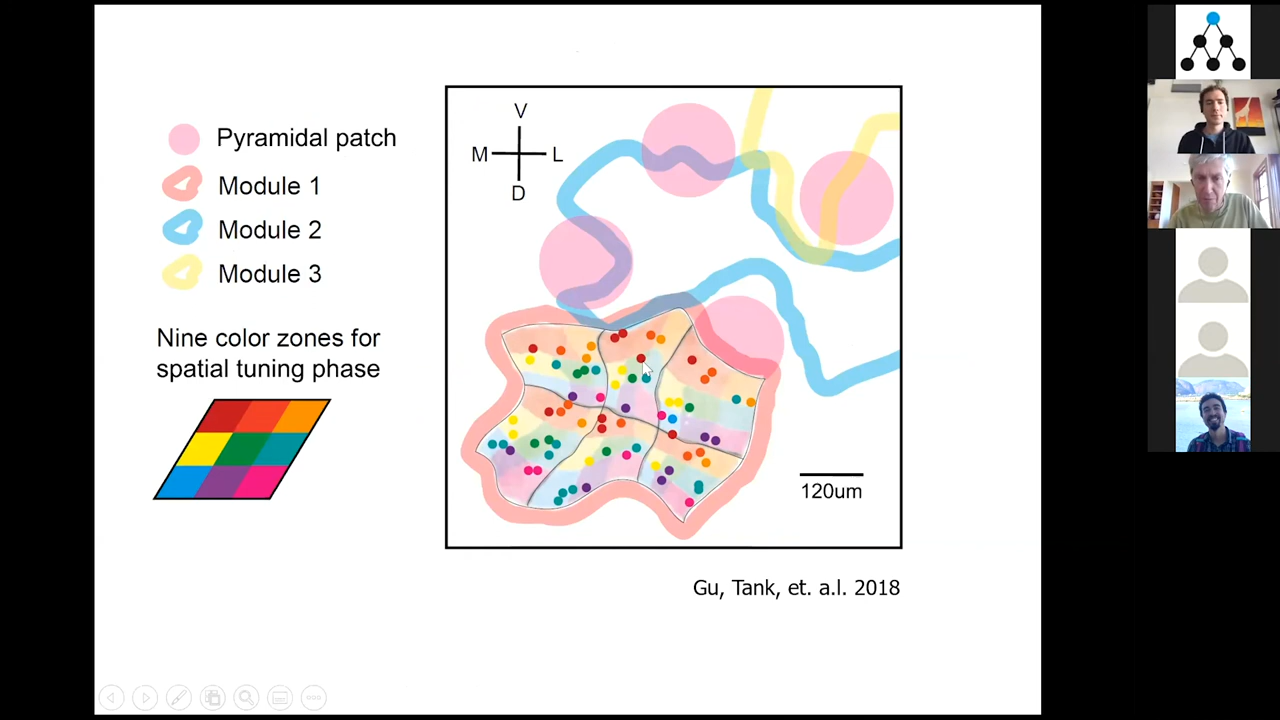 V
M
L
D
Pyramidal patch
Module 1
Module 2
Module 3
Nine color zones for
spatial tuning phase
120um
Gu, Tank, et. a.l. 2018